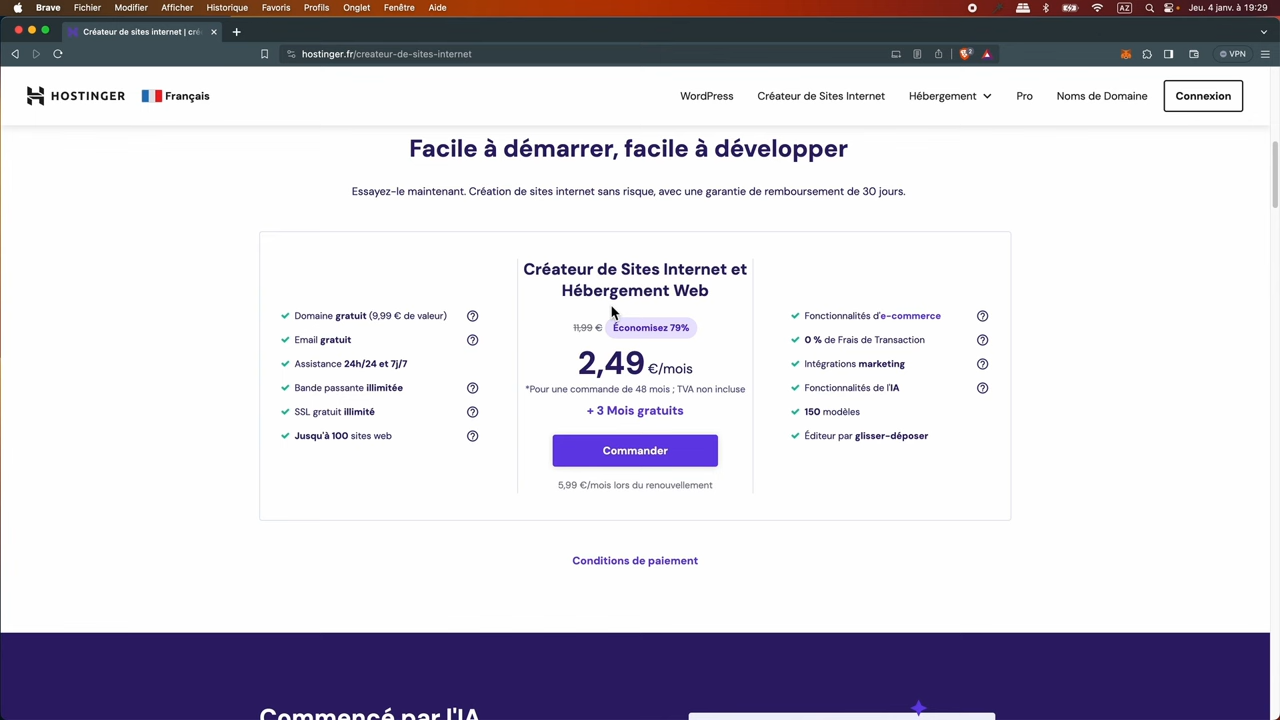 Brave Fichier Modifier Afficher Historique Favoris Profils Onglet Fenêtre Aide
AZ Jeu. 4 janv. à 19:29
Créateur de sites internet | cré
hostinger.fr/createur-de-sites-internet
2
VPN
HOSTINGER Français
WordPress Créateur de Sites Internet Hébergement Pro Noms de Domaine Connexion
Facile à démarrer, facile à développer
Essayez-le maintenant. Création de sites internet sans risque, avec une garantie de remboursement de 30 jours.
Domaine gratuit (9,99 € de valeur)
Email gratuit
Assistance 24h/24 et 7j/7
Bande passante illimitée
SSL gratuit illimité
Jusqu'à 100 sites web
Créateur de Sites Internet et
Hébergement Web
11,99 € Économisez 79%
2,49 €/mois
*Pour une commande de 48 mois ; TVA non incluse
+ 3 Mois gratuits
Commander
5,99 €/mois lors du renouvellement
Fonctionnalités d'e-commerce
0 % de Frais de Transaction
Intégrations marketing
Fonctionnalités de l'IA
150 modèles
Éditeur par glisser-déposer
Conditions de paiement
Commencé par l'IA